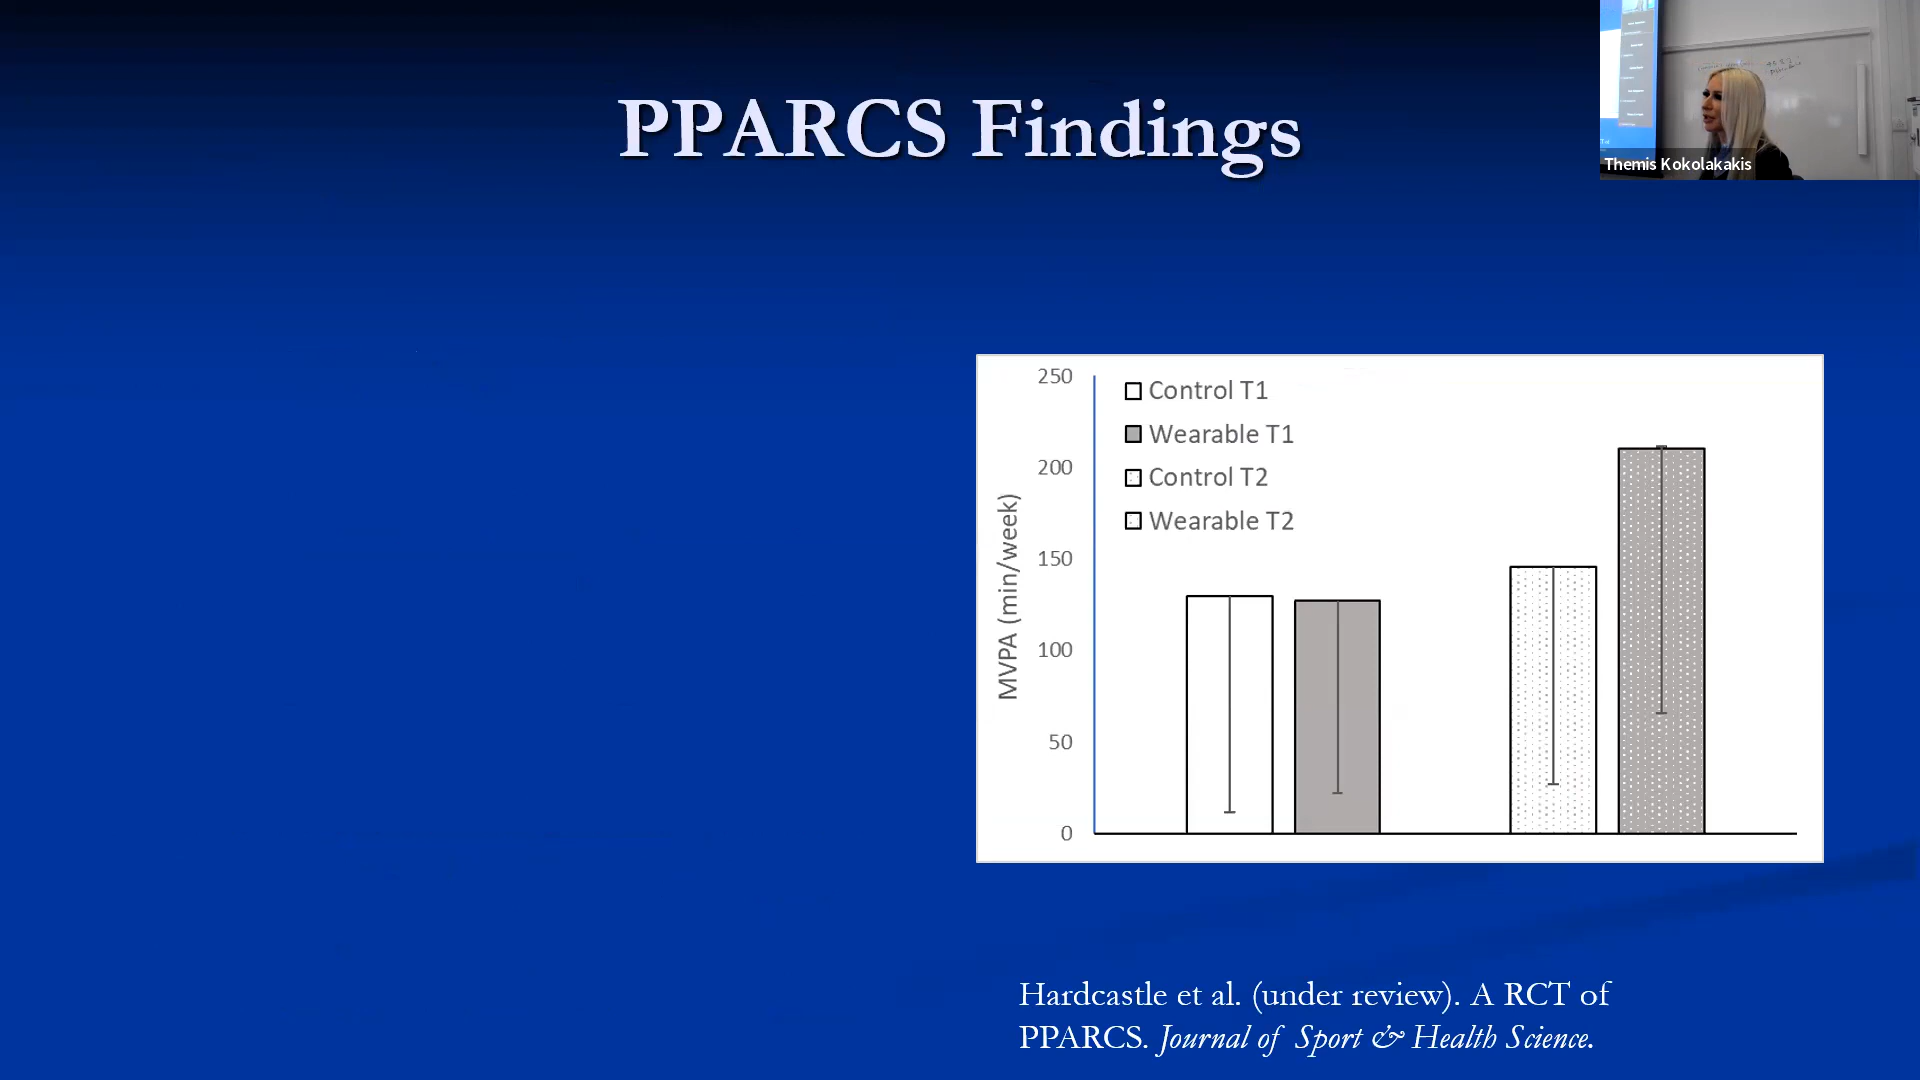 PPARCS Findings
Themis Kokolakakis
250
200
150
100
50
0
MVPA (min/week)
Control T1
Wearable T1
Control T2
Wearable T2
Hardcastle et al. (under review). A RCT of
PPARCS. Journal of Sport & Health Science.